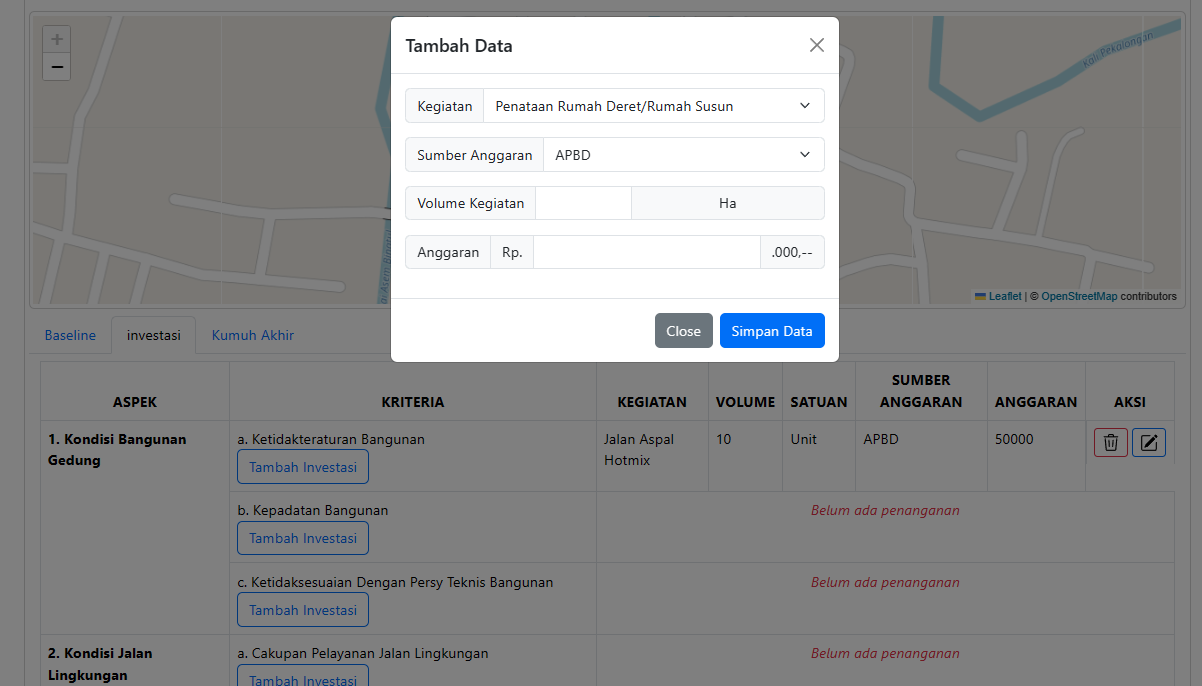 +
−
Kali Pekalongan
Tambah Data
Kegiatan Penataan Rumah Deret/Rumah Susun
Sumber Anggaran APBD
Volume Kegiatan Ha
Anggaran Rp. .000,--
Close Simpan Data
Leaflet | © OpenStreetMap contributors
Baseline investasi Kumuh Akhir
ASPEK KRITERIA KEGIATAN VOLUME SATUAN SUMBER ANGGARAN ANGGARAN AKSI
1. Kondisi Bangunan Gedung
a. Ketidakteraturan Bangunan
Tambah Investasi
Jalan Aspal Hotmix 10 Unit APBD 50000
b. Kepadatan Bangunan
Tambah Investasi
Belum ada penanganan
c. Ketidaksesuaian Dengan Persy Teknis Bangunan
Tambah Investasi
Belum ada penanganan
2. Kondisi Jalan Lingkungan
a. Cakupan Pelayanan Jalan Lingkungan
Tambah Investasi
Belum ada penanganan